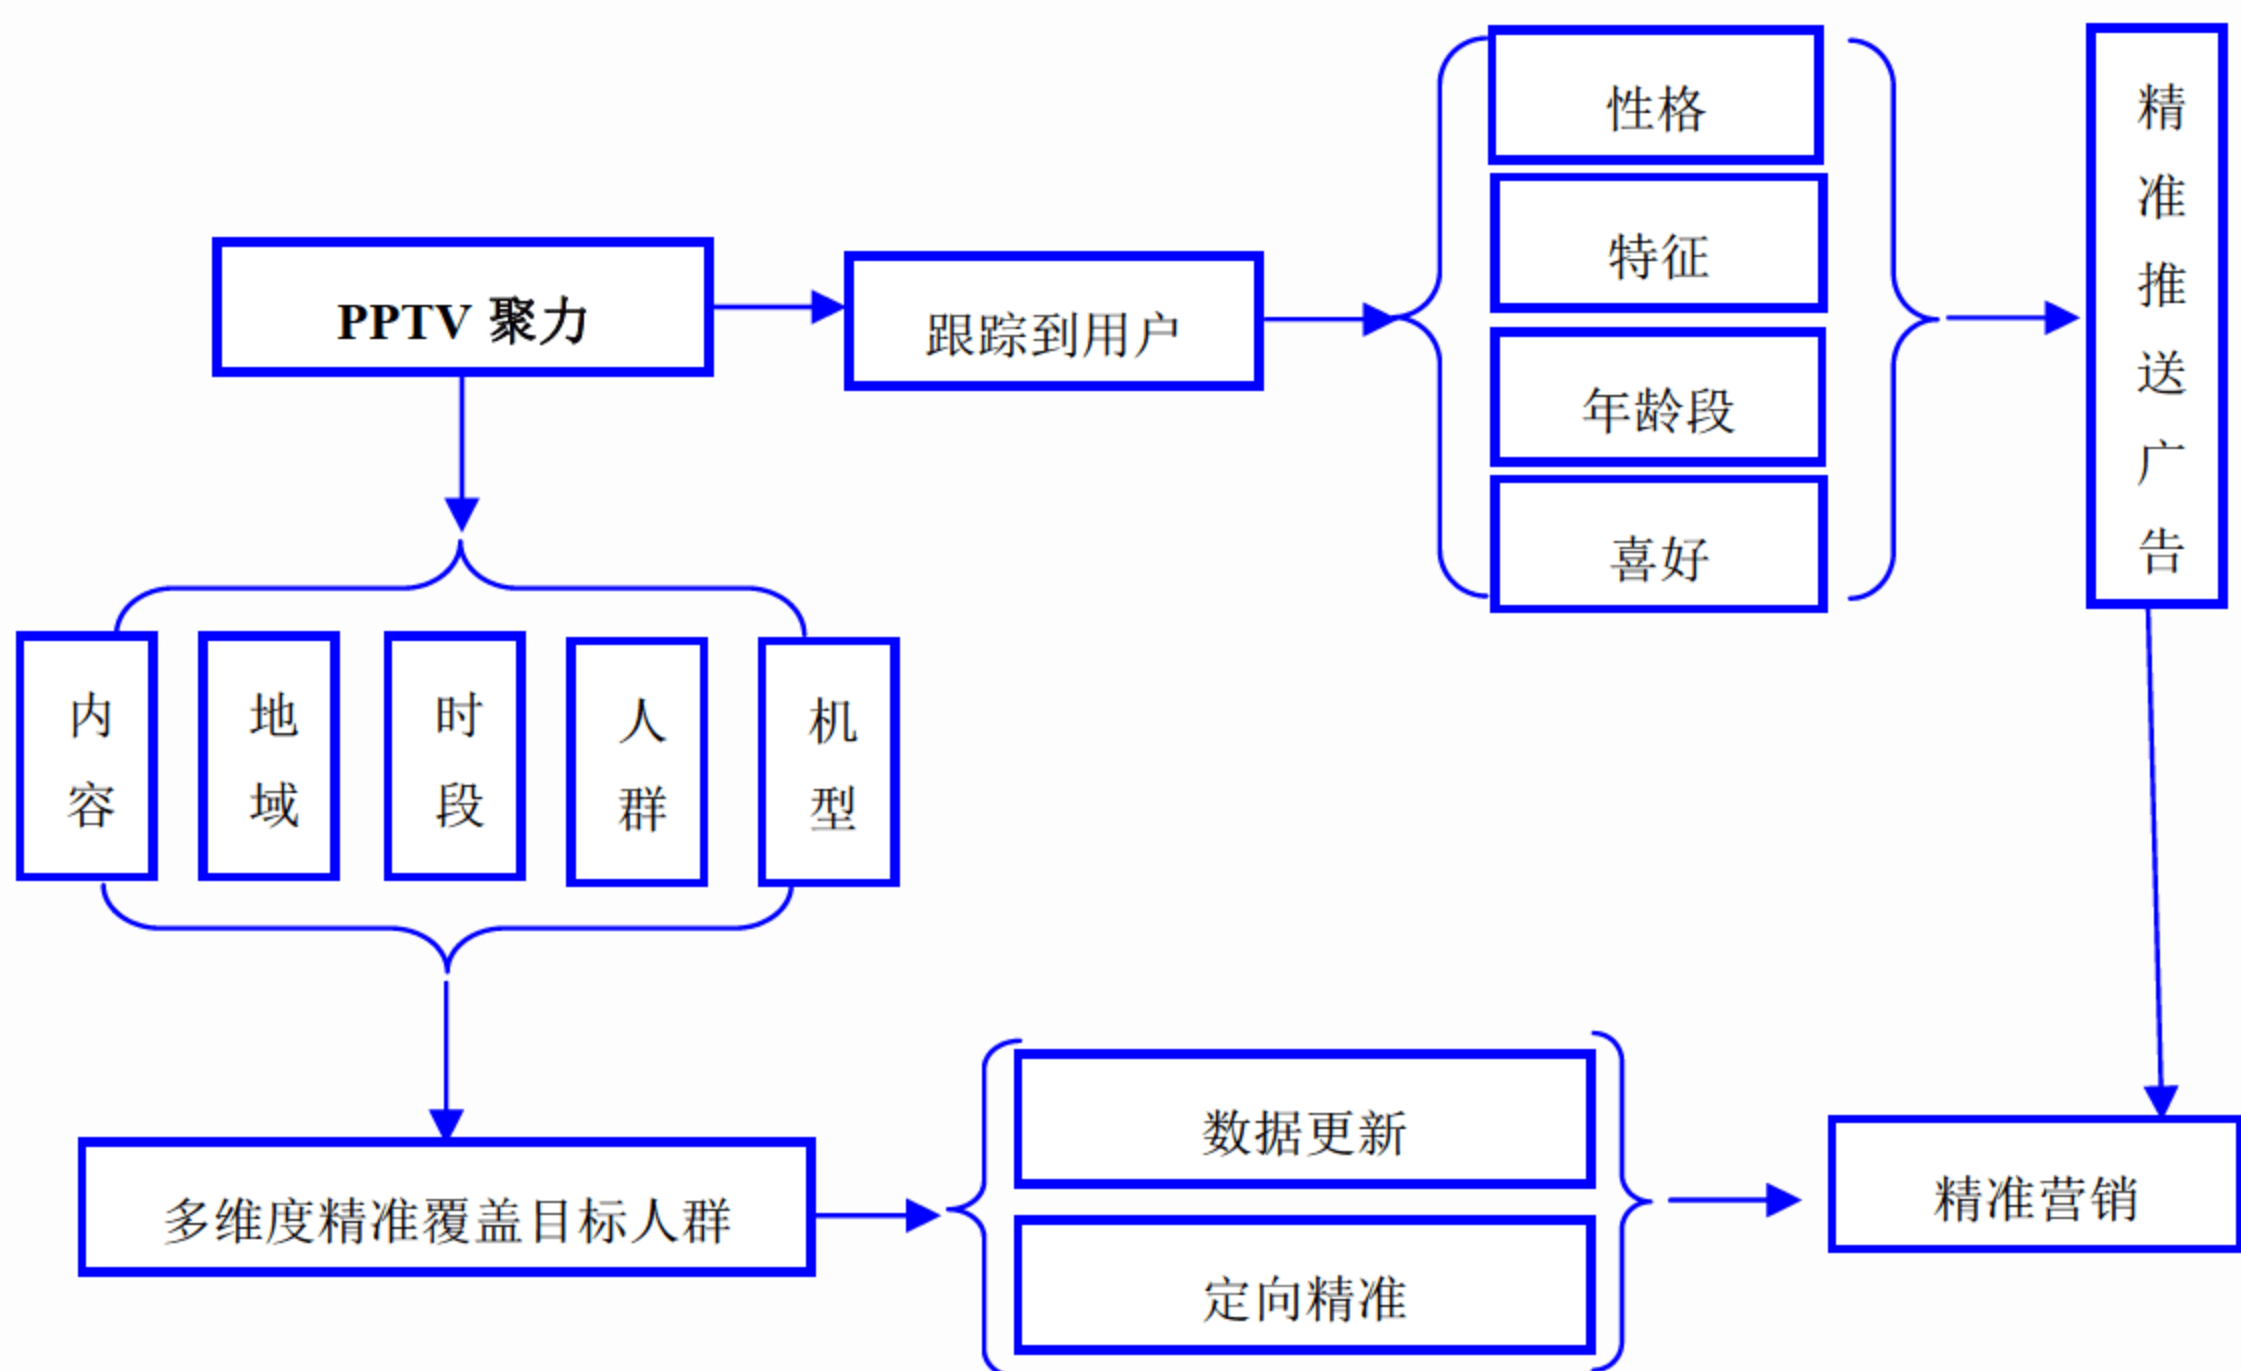 性格
特征
年龄段
喜好
精准推送广告
PPTV 聚力
跟踪到用户
内容
地域
时段
人群
机型
多维度精准覆盖目标人群
数据更新
定向精准
精准营销